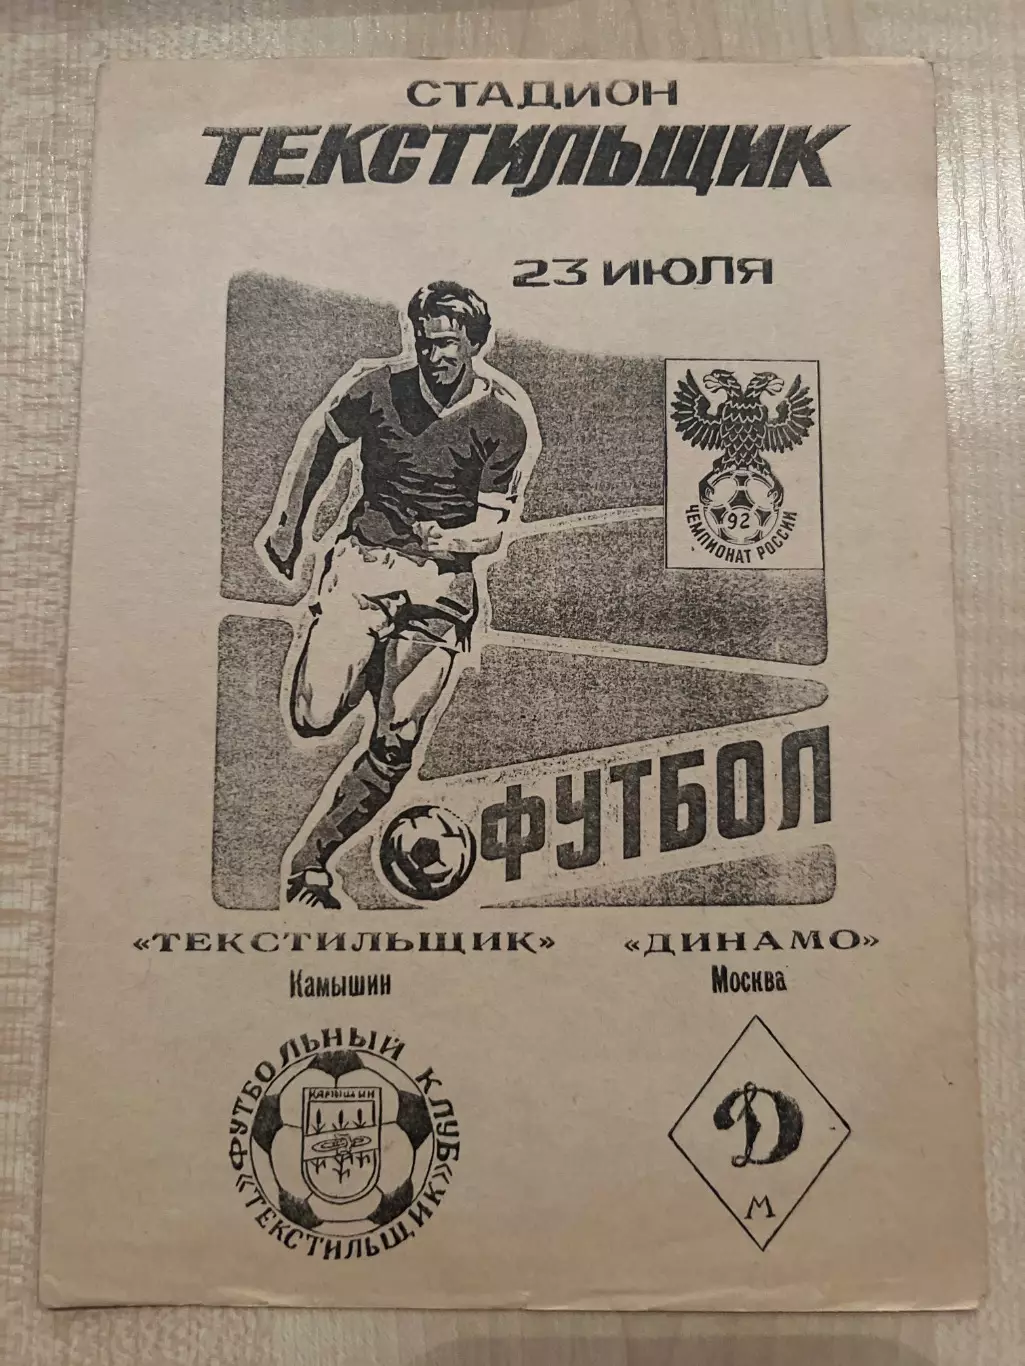 СТАДИОН
ТЕКСТИЛЬЩИК
23 ИЮЛЯ
92
ЧЕМПИОНАТ РОССИИ
ФУТБОЛ
«ТЕКСТИЛЬЩИК» «ДИНАМО»
Камышин Москва
ФУТБОЛЬНЫЙ КЛУБ
КАМЫШИН
«ТЕКСТИЛЬЩИК»
Д
М